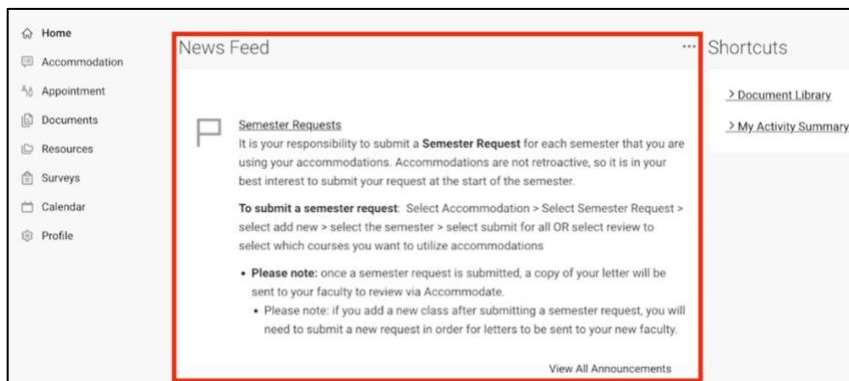 Home
Accommodation
Appointment
Documents
Resources
Surveys
Calendar
Profile
News Feed
Semester Requests
It is your responsibility to submit a Semester Request for each semester that you are
using your accommodations. Accommodations are not retroactive, so it is in your
best interest to submit your request at the start of the semester.
To submit a semester request: Select Accommodation > Select Semester Request >
select add new > select the semester > select submit for all OR select review to
select which courses you want to utilize accommodations
• Please note: once a semester request is submitted, a copy of your letter will be
sent to your faculty to review via Accommodate.
• Please note: if you add a new class after submitting a semester request, you will
need to submit a new request in order for letters to be sent to your new faculty.
View All Announcements
Shortcuts
> Document Library
> My Activity Summary